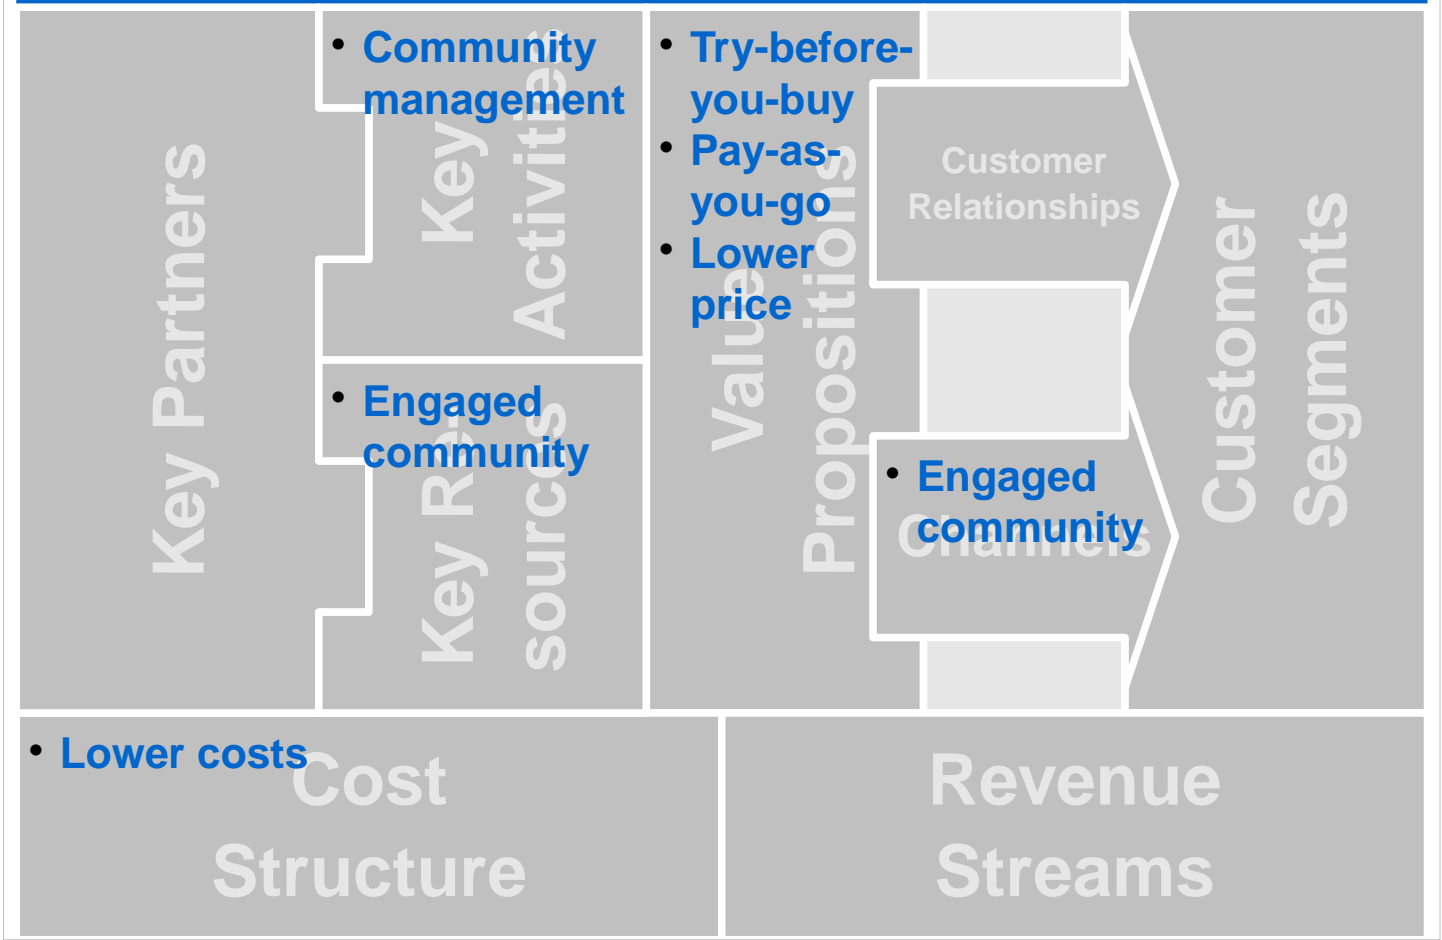 Key Partners
• Community
management
Key
Activities
• Engaged
community
Key Re-
sources
• Try-before-
you-buy
• Pay-as-
you-go
• Lower
price
Value
Propositions
Customer
Relationships
• Engaged
community
Channels
Customer
Segments
• Lower costs
Cost
Structure
Revenue
Streams